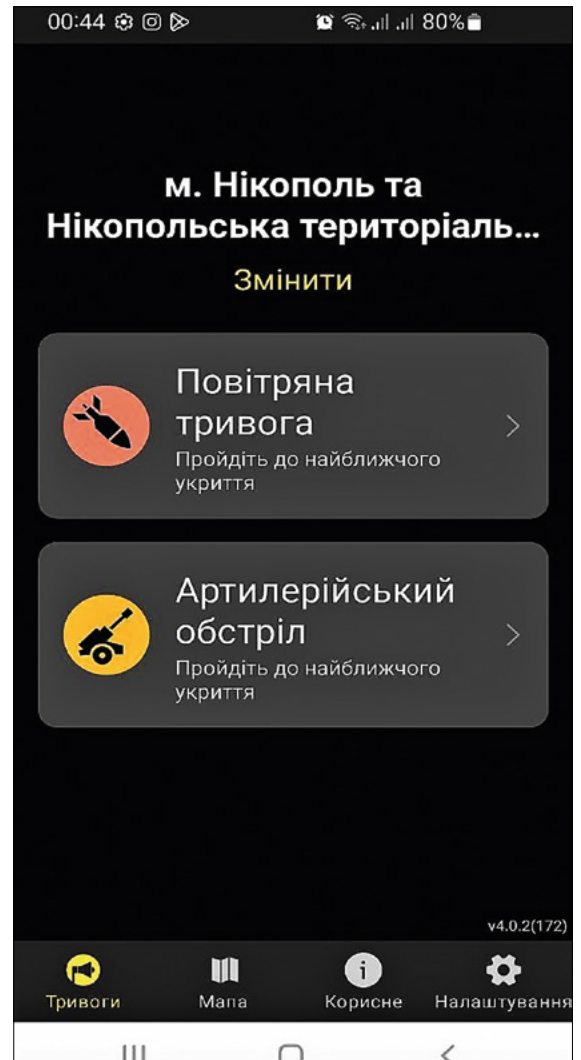 00:44 80%
м. Нікополь та
Нікопольська територіаль...
Змінити
Повітряна
тривога
Пройдіть до найближчого
укриття
Артилерійський
обстріл
Пройдіть до найближчого
укриття
v4.0.2(172)
Тривоги Мапа Корисне Налаштування